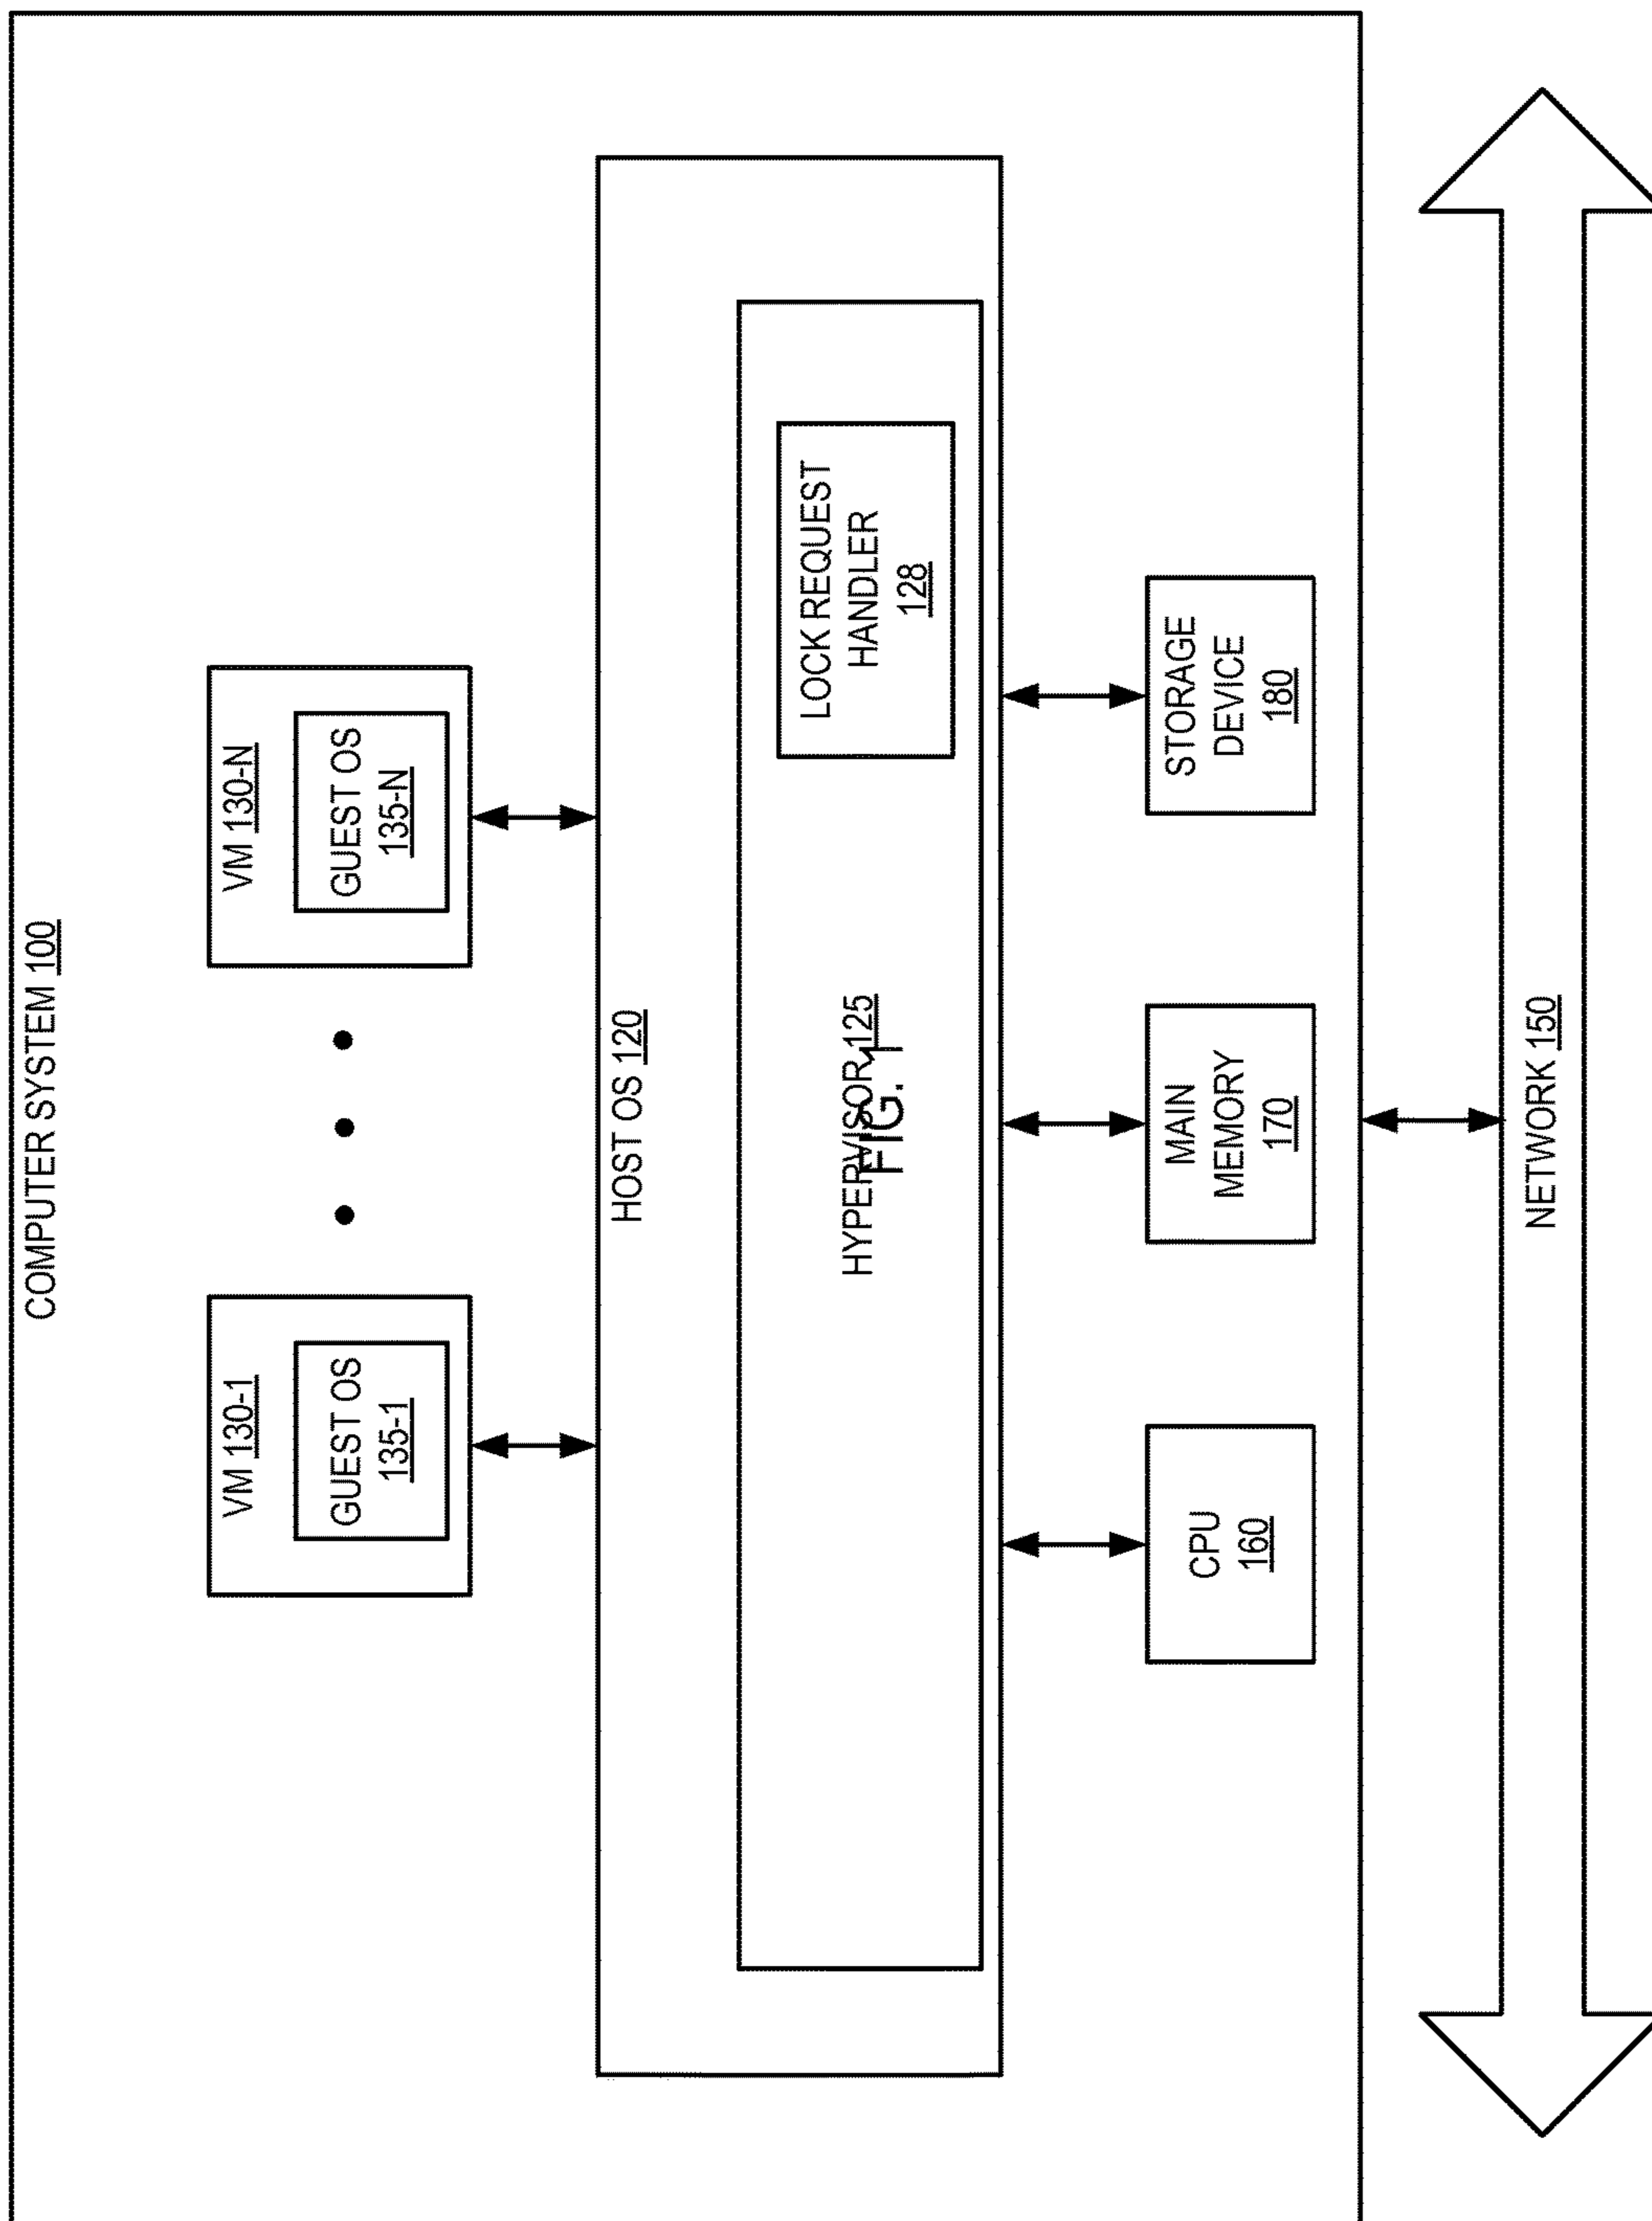 COMPUTER SYSTEM 100
VM 130-1
GUEST OS
135-1
VM 130-N
GUEST OS
135-N
HOST OS 120
HYPERVISOR 125
LOCK REQUEST
HANDLER
128
FIG. 1
CPU
160
MAIN
MEMORY
170
STORAGE
DEVICE
180
NETWORK 150